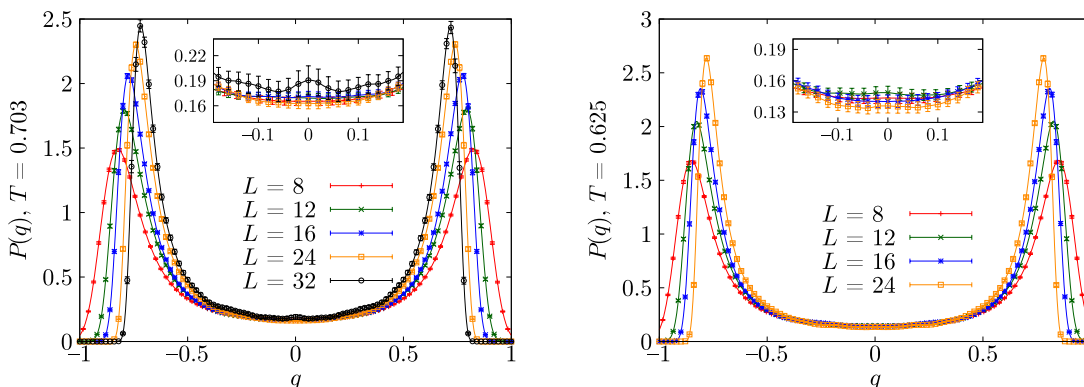 P(q), T = 0.703
2.5
2
1.5
1
0.5
0
−1
−0.5
0
0.5
1
q
0.22
0.19
0.16
−0.1
0
0.1
L = 8
L = 12
L = 16
L = 24
L = 32
P(q), T = 0.625
3
2.5
2
1.5
1
0.5
0
−1
−0.5
0
0.5
1
q
0.19
0.16
0.13
−0.1
0
0.1
L = 8
L = 12
L = 16
L = 24